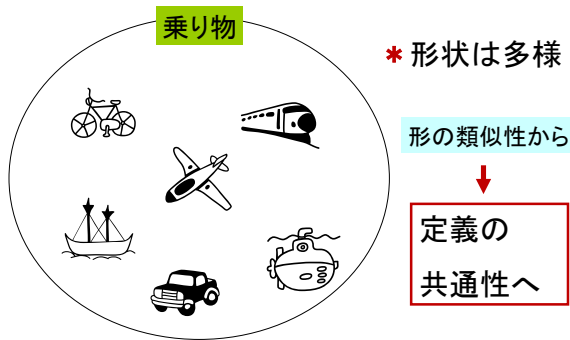 乗り物
*形状は多様
形の類似性から
定義の
共通性へ